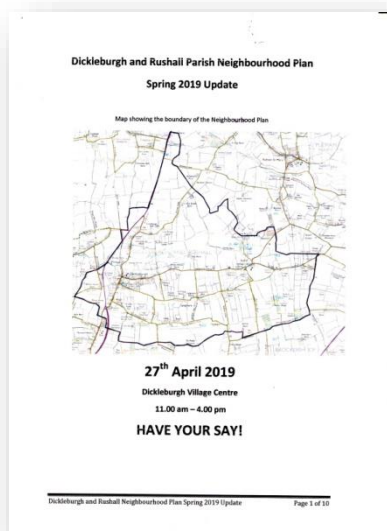 Dickleburgh and Rushall Parish Neighbourhood Plan
Spring 2019 Update
Map showing the boundary of the Neighbourhood Plan
27th April 2019
Dickleburgh Village Centre
11.00 am – 4.00 pm
HAVE YOUR SAY!
Dickleburgh and Rushall Neighbourhood Plan Spring 2019 Update Page 1 of 10